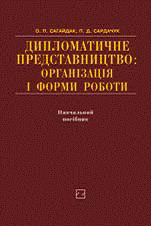 О. П. САГАЙДАК, П. Д. САРДАЧУК
ДИПЛОМАТИЧНЕ
ПРЕДСТАВНИЦТВО:
ОРГАНІЗАЦІЯ
І ФОРМИ РОБОТИ
Навчальний
посібник